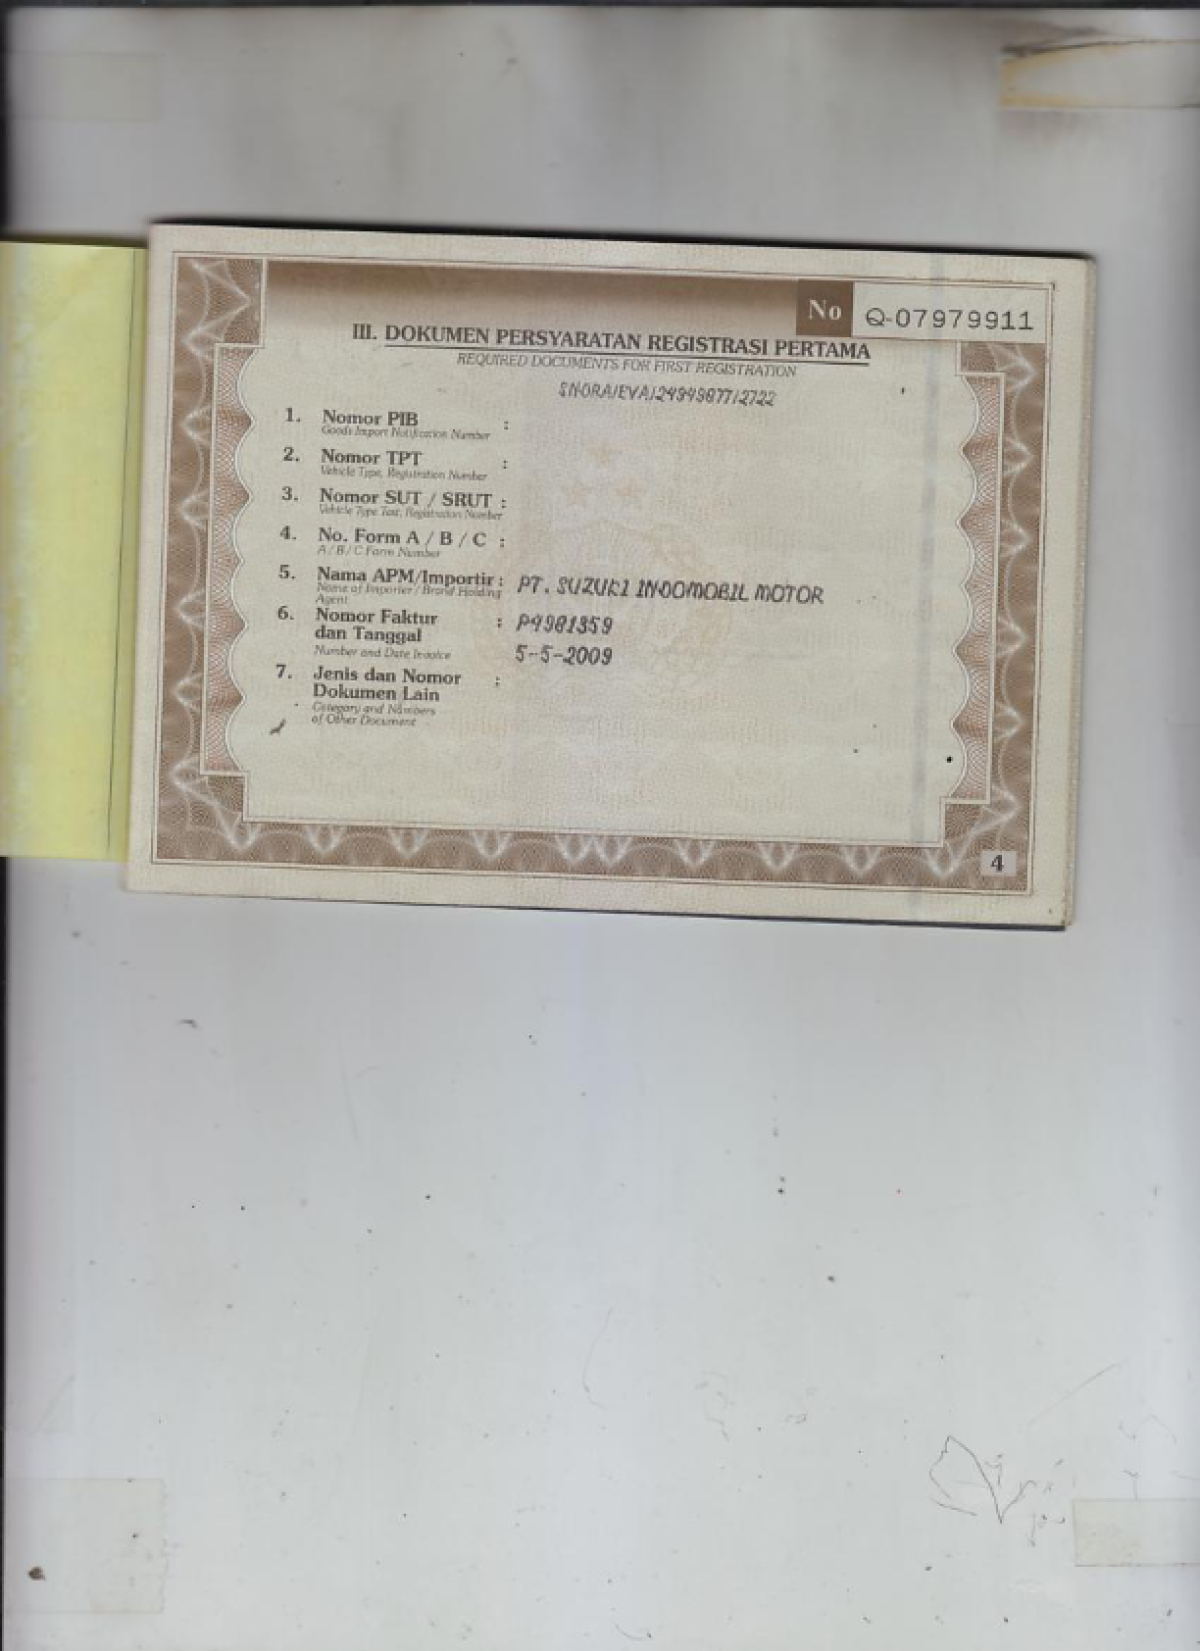 No Q-07979911
III. DOKUMEN PERSYARATAN REGISTRASI PERTAMA
REQUIRED DOCUMENTS FOR FIRST REGISTRATION
1. Nomor PIB :
Goods Import Notification Number
2. Nomor TPT :
Vehicle Type, Registration Number
3. Nomor SUT / SRUT :
Vehicle Type Test, Registration Number
4. No. Form A / B / C :
A / B / C Form Number
5. Nama APM/Importir : PT. SUZUKI INDOMOBIL MOTOR
Name of Importer / Brand Holding
Agent
6. Nomor Faktur : P4981359
dan Tanggal
Number and Date Invoice 5-5-2009
7. Jenis dan Nomor :
Dokumen Lain
Category and Numbers
of Other Document
4